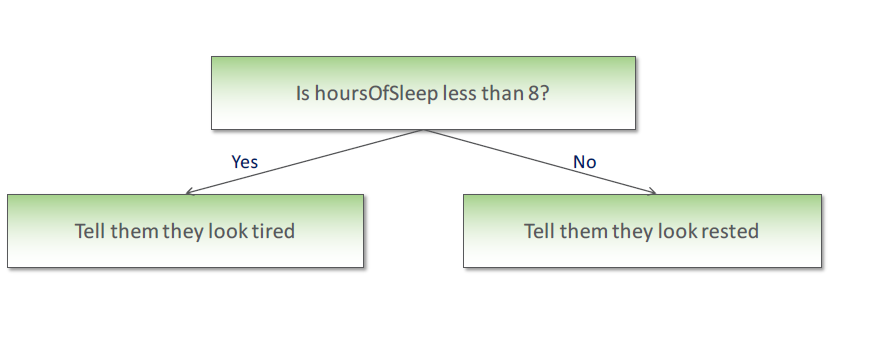 Is hoursOfSleep less than 8?
Yes
No
Tell them they look tired
Tell them they look rested